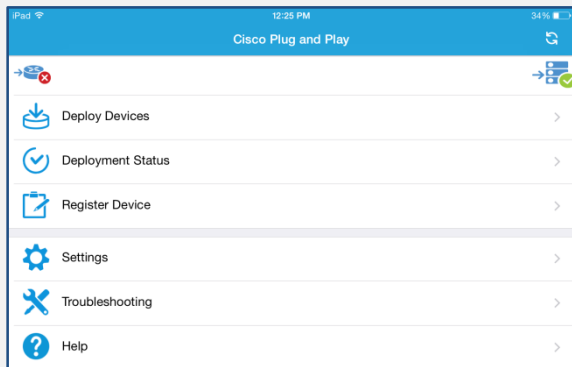 iPad 12:25 PM 34%
Cisco Plug and Play
Deploy Devices
Deployment Status
Register Device
Settings
Troubleshooting
Help